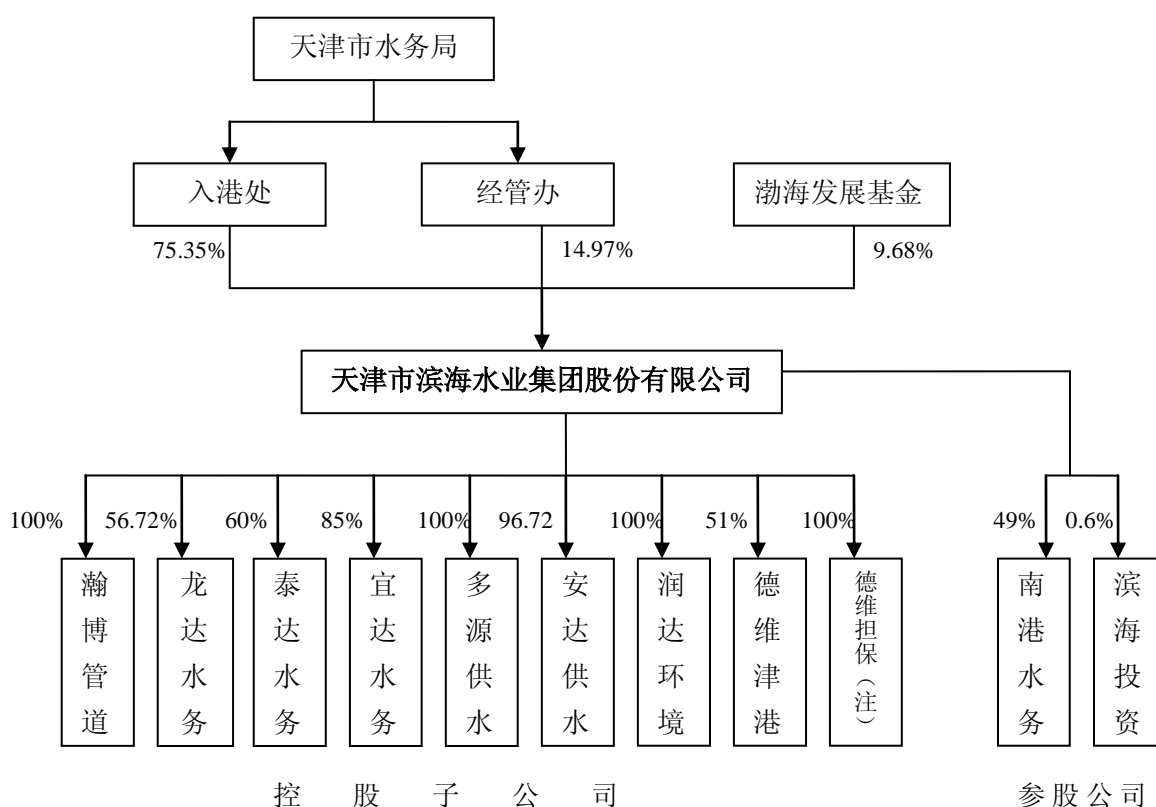 天津市水务局
入港处
经管办
渤海发展基金
75.35%
14.97%
9.68%
天津市滨海水业集团股份有限公司
100%
56.72%
60%
85%
100%
96.72
100%
51%
100%
49%
0.6%
瀚博管道
龙达水务
泰达水务
宜达水务
多源供水
安达供水
润达环境
德维津港
德维担保（注）
南港水务
滨海投资
控股子公司
参股公司